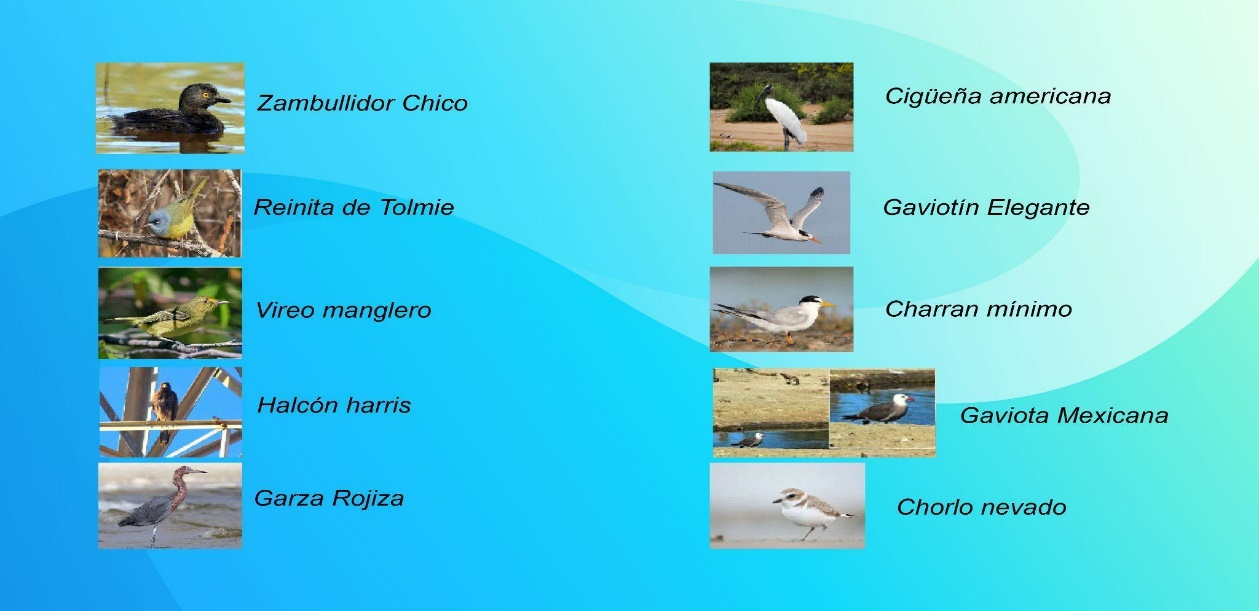 Zambullidor Chico
Reinita de Tolmie
Vireo manglero
Halcón harris
Garza Rojiza
Cigüeña americana
Gaviotín Elegante
Charran mínimo
Gaviota Mexicana
Chorlo nevado